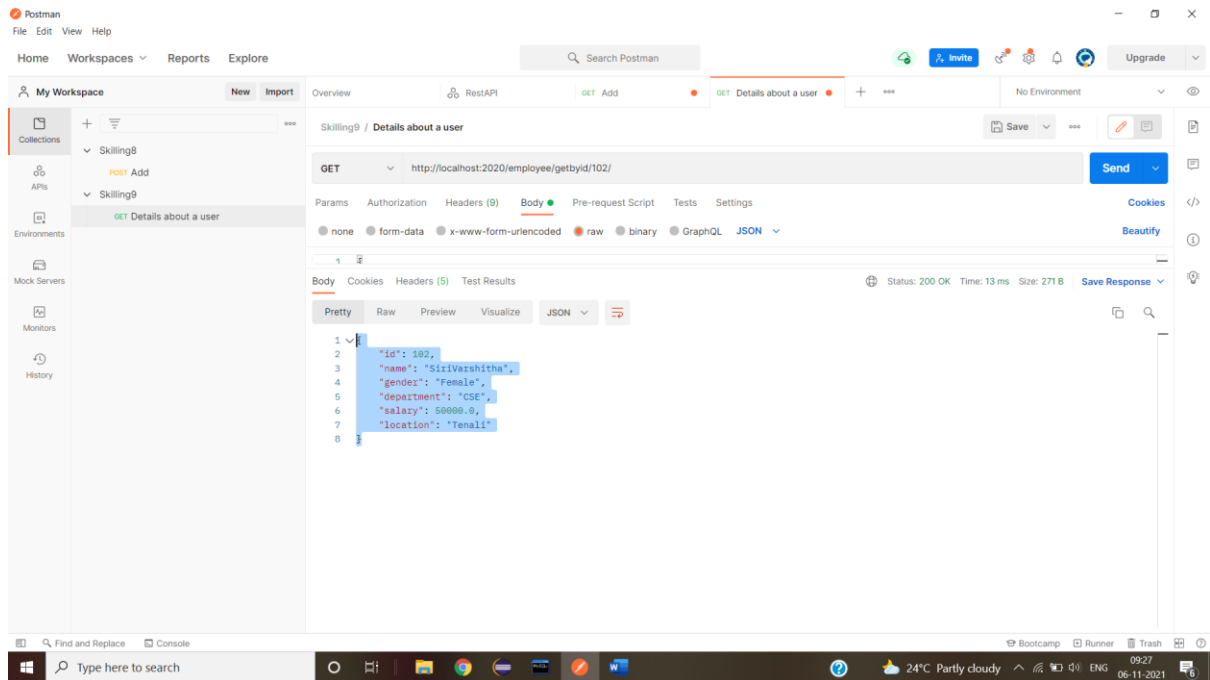 Postman
File Edit View Help
Home Workspaces Reports Explore
Search Postman
Invite
Upgrade
My Workspace
New Import
Overview
RestAPI
GET Add
GET Details about a user
No Environment
Collections
APIs
Environments
Mock Servers
Monitors
History
Skilling8
POST Add
Skilling9
GET Details about a user
Skilling9 / Details about a user
Save
GET
http://localhost:2020/employee/getbyid/102/
Send
Params Authorization Headers (9) Body Pre-request Script Tests Settings
Cookies
none form-data x-www-form-urlencoded raw binary GraphQL JSON
Beautify
1 {
Body Cookies Headers (5) Test Results
Status: 200 OK Time: 13 ms Size: 271 B Save Response
Pretty Raw Preview Visualize JSON
1 {
2 "id": 102,
3 "name": "SiriVarshitha",
4 "gender": "Female",
5 "department": "CSE",
6 "salary": 50000.0,
7 "location": "Tenali"
8 }
Find and Replace Console
Bootcamp Runner Trash
Type here to search
24°C Partly cloudy
ENG
09:27
06-11-2021
6